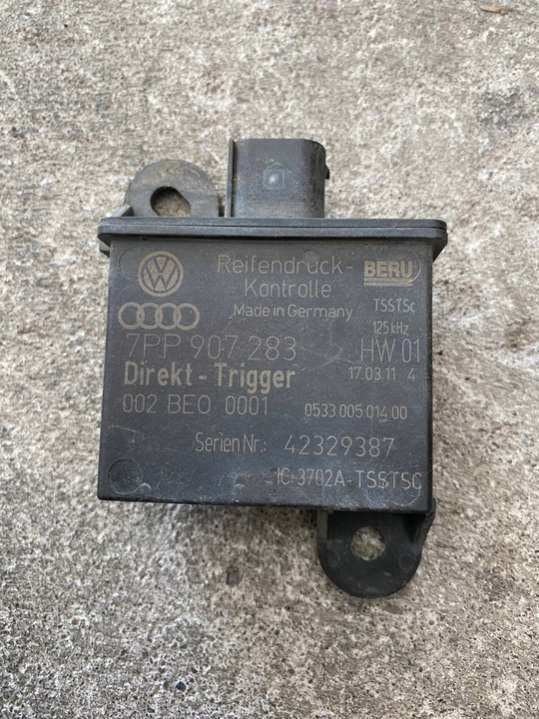 Reifendruck-
Kontrolle
Made in Germany
BERU
TSSTSc
125 kHz
7PP 907 283
HW 01
Direkt - Trigger
17.03.11 4
002 BEO 0001
0533 005 014 00
Serien Nr.: 42329387
IC: 3702A-TSSTSC